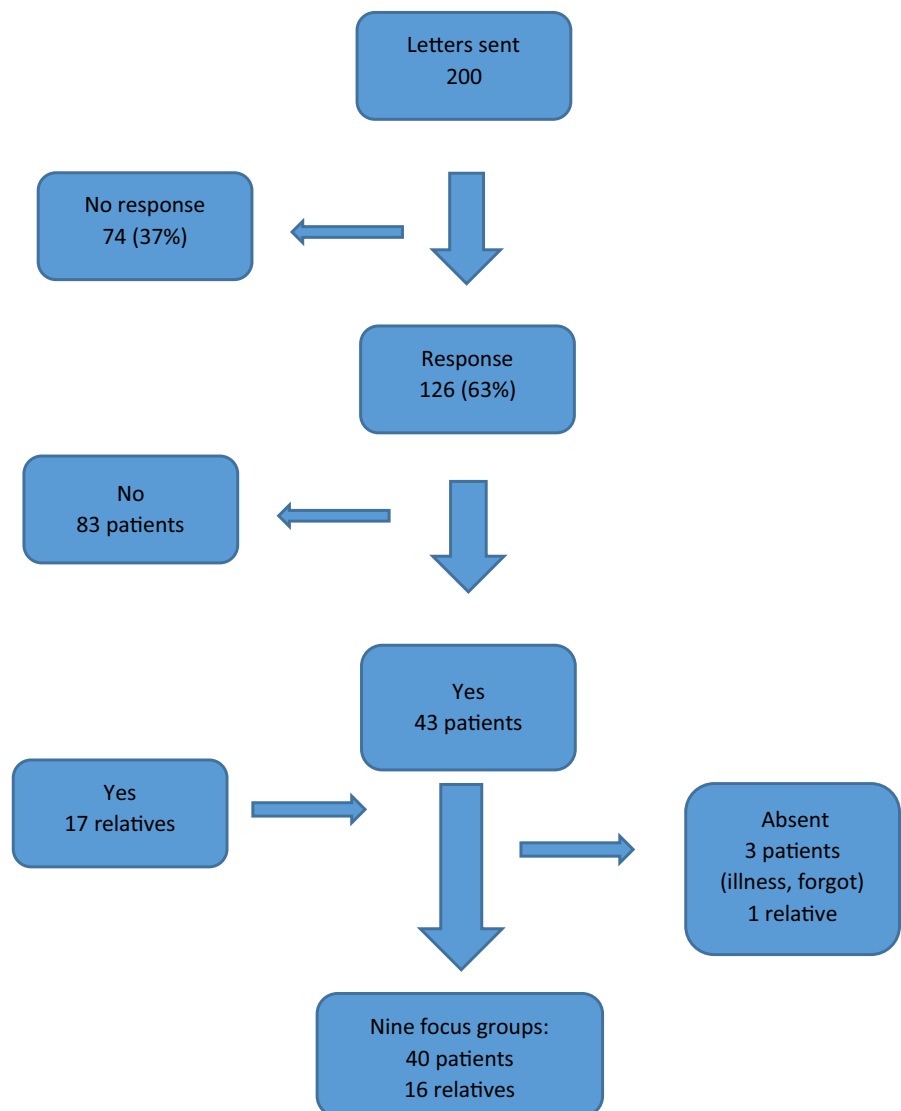 Letters sent
200
No response
74 (37%)
Response
126 (63%)
No
83 patients
Yes
43 patients
Yes
17 relatives
Absent
3 patients
(illness, forgot)
1 relative
Nine focus groups:
40 patients
16 relatives